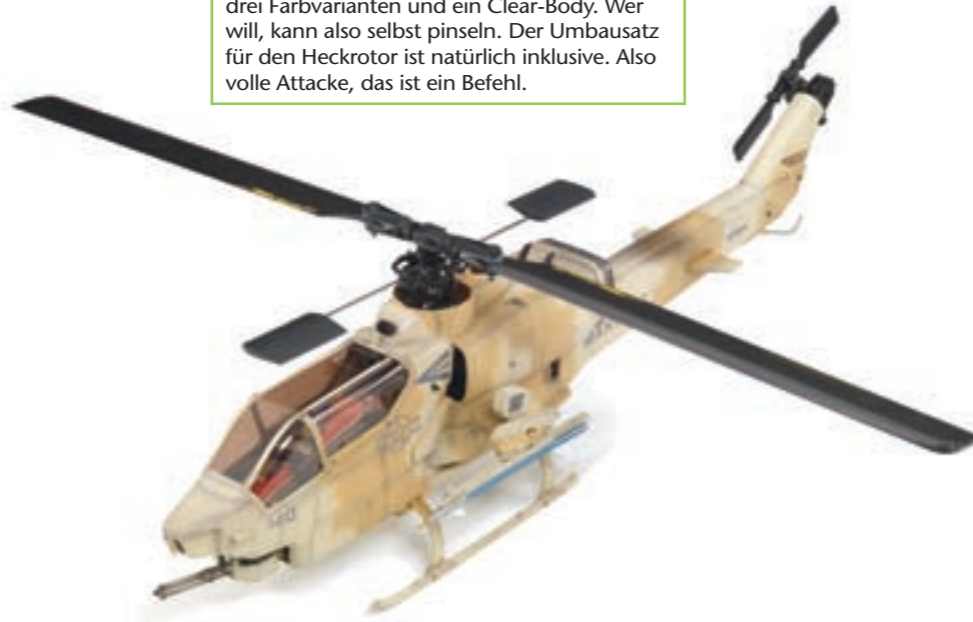 drei Farbvarianten und ein Clear-Body. Wer
will, kann also selbst pinseln. Der Umbausatz
für den Heckrotor ist natürlich inklusive. Also
volle Attacke, das ist ein Befehl.